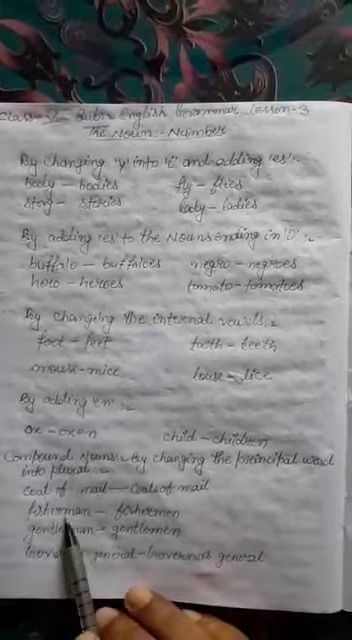 Class- V Sub:- English Grammar Lesson-3
The Noun:- Number
By changing 'y' into 'i' and adding 'es':-
body - bodies fly - flies
story - stories lady - ladies
By adding 'es' to the Nouns ending in 'O' :-
buffalo - buffaloes negro - negroes
hero - heroes tomato - tomatoes
By changing the internal vowels :-
foot - feet tooth - teeth
mouse - mice louse - lice
By adding 'en' :-
ox - oxen child - children
Compound Nouns :- By changing the principal word
into plural :-
coat of mail - coats of mail
fisherman - fishermen
gentleman - gentlemen
general - Governors general